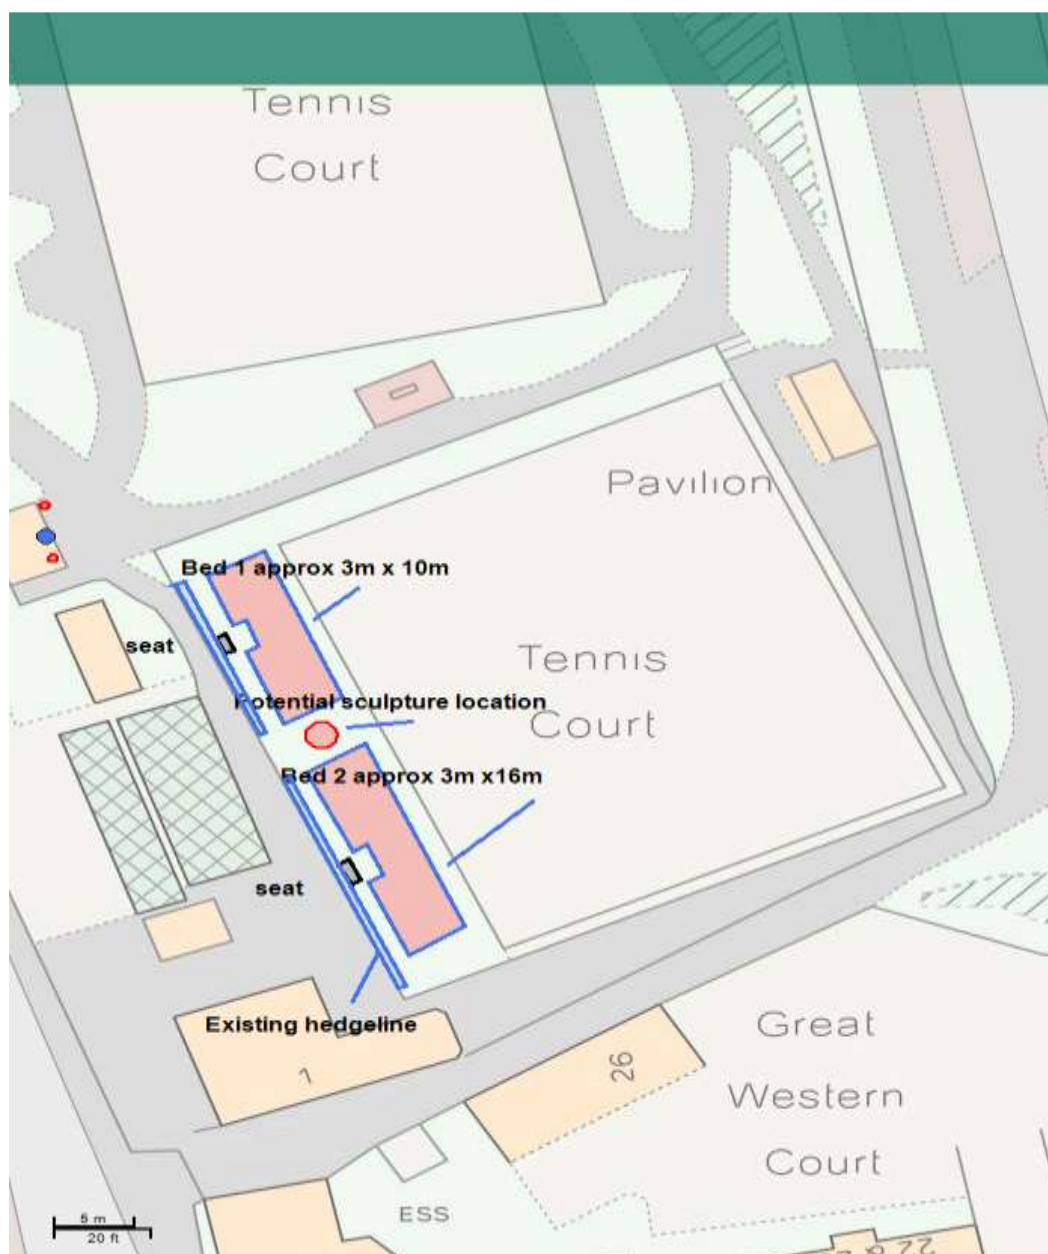 Tennis
Court
Pavilion
Bed 1 approx 3m x 10m
seat
Tennis
Potential sculpture location
Court
Bed 2 approx 3m x16m
seat
Existing hedgeline
Great
1
26
Western
Court
ESS
5 m
20 ft